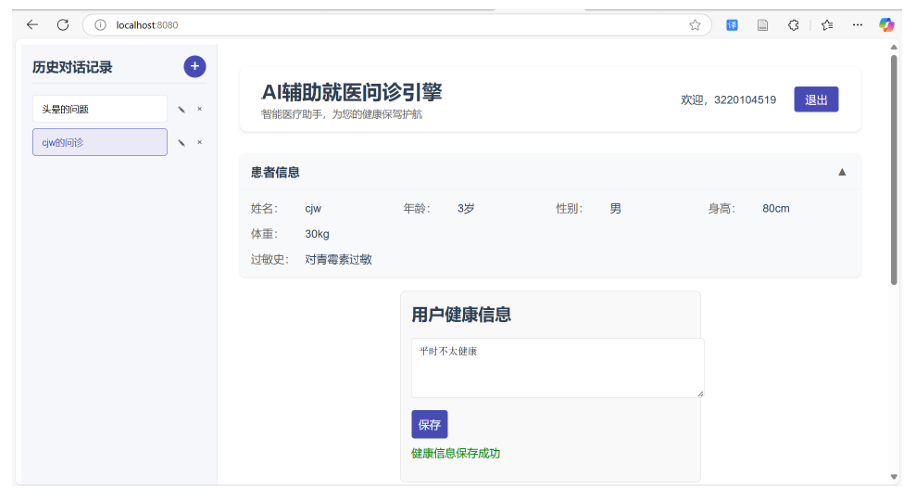 localhost:8080
译
历史对话记录
+
头晕的问题
×
cjw的问诊
×
AI辅助就医问诊引擎
智能医疗助手，为您的健康保驾护航
欢迎，3220104519
退出
患者信息
▲
姓名： cjw 年龄： 3岁 性别： 男 身高： 80cm
体重： 30kg
过敏史： 对青霉素过敏
用户健康信息
平时不太健康
保存
健康信息保存成功